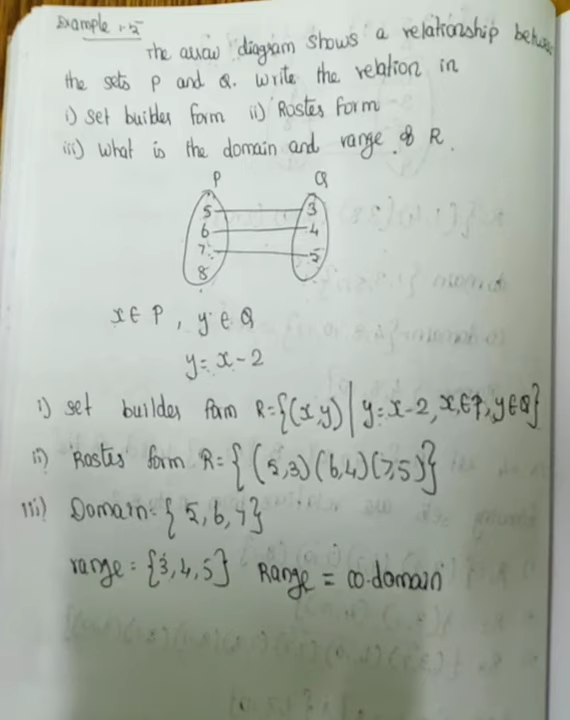 Example 1.5
The arrow diagram shows a relationship between
the sets P and Q. write the relation in
i) set builder form ii) Roster form
iii) what is the domain and range of R.
P Q
5 3
6 4
7 5
8
x ∈ P, y ∈ Q
y = x - 2
i) set builder form R = {(x,y) | y = x-2, x ∈ P, y ∈ Q}
ii) Roster form R = {(5,3)(6,4)(7,5)}
iii) Domain = {5, 6, 7}
range = {3, 4, 5} Range = co-domain